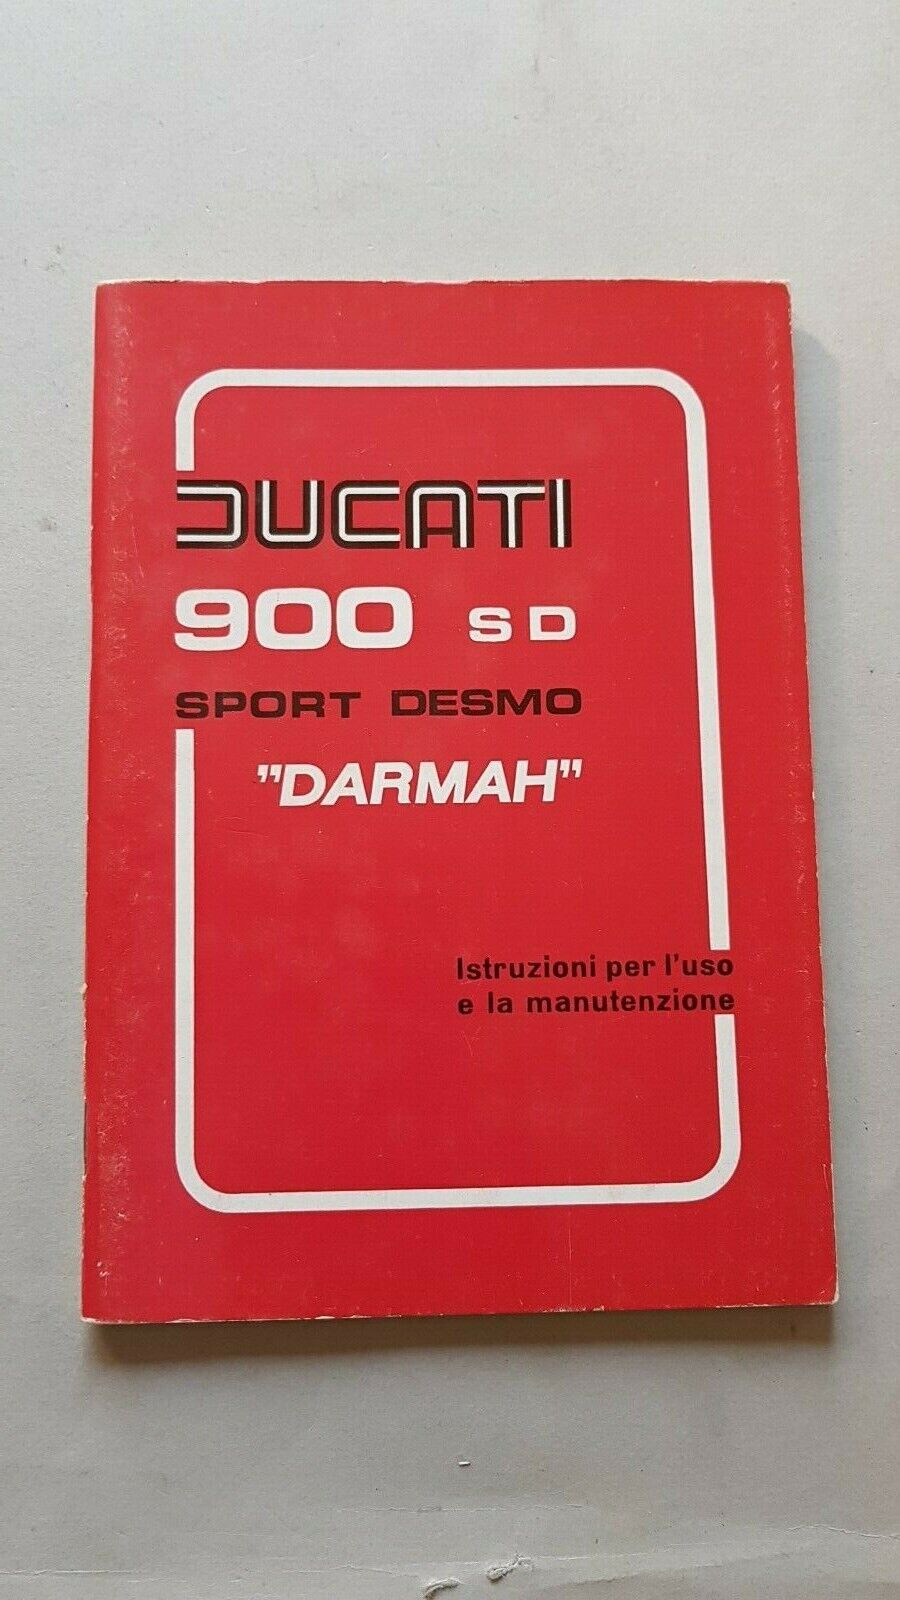 DUCATI
900 SD
SPORT DESMO
"DARMAH"
Istruzioni per l'uso
e la manutenzione